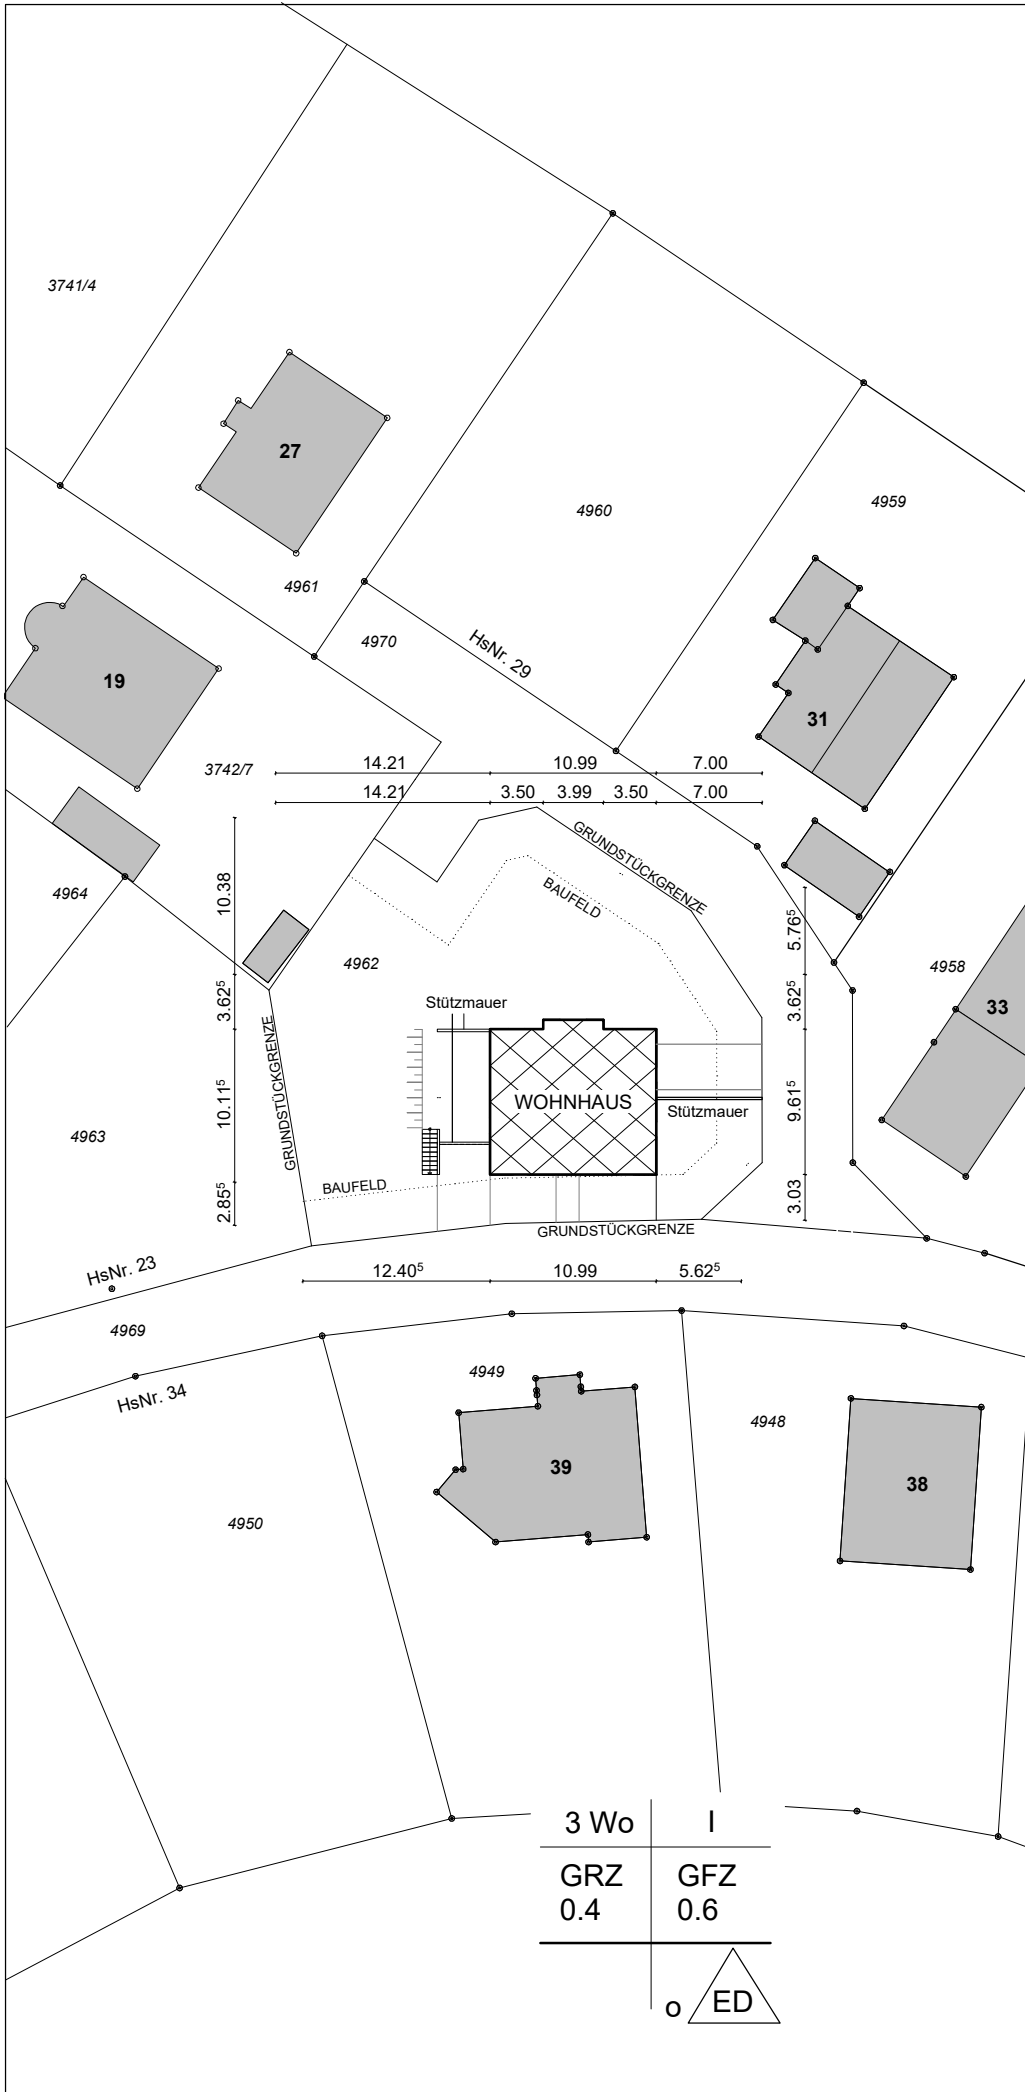 3741/4
27
4960
4959
4961
4970
HsNr. 29
19
31
3742/7
14.21 10.99 7.00
14.21 3.50 3.99 3.50 7.00
GRUNDSTÜCKGRENZE
BAUFELD
4964
10.38
5.76⁵
4962
4958
3.62⁵
3.62⁵
33
Stützmauer
GRUNDSTÜCKGRENZE
WOHNHAUS
Stützmauer
10.11⁵
9.61⁵
4963
BAUFELD
2.85⁵
3.03
GRUNDSTÜCKGRENZE
HsNr. 23
12.40⁵ 10.99 5.62⁵
4969
HsNr. 34
4949
4948
39
38
4950
3 Wo I
GRZ GFZ
0.4 0.6
o ED